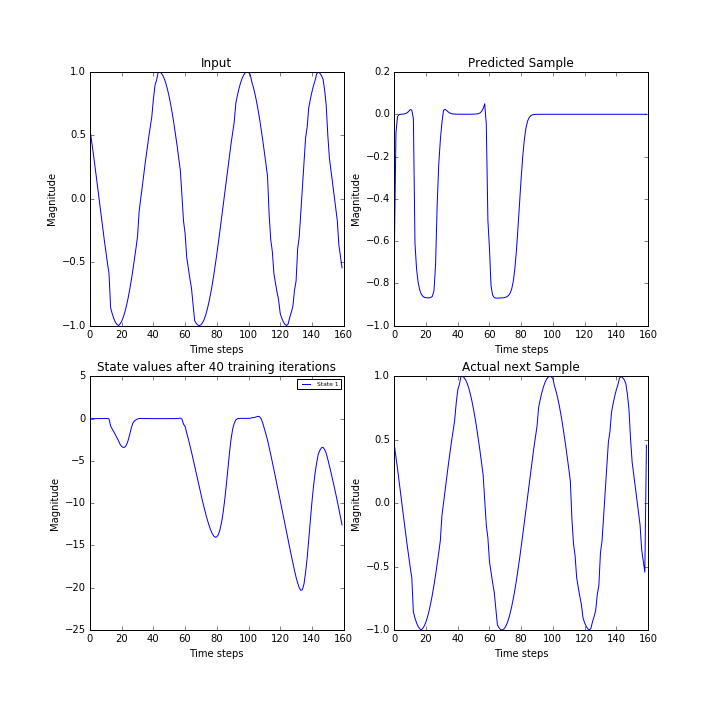 Input
Magnitude
1.0
0.5
0.0
−0.5
−1.0
0 20 40 60 80 100 120 140 160
Time steps
Predicted Sample
Magnitude
0.2
0.0
−0.2
−0.4
−0.6
−0.8
−1.0
0 20 40 60 80 100 120 140 160
Time steps
State values after 40 training iterations
Magnitude
5
0
−5
−10
−15
−20
−25
State 1
0 20 40 60 80 100 120 140 160
Time steps
Actual next Sample
Magnitude
1.0
0.5
0.0
−0.5
−1.0
0 20 40 60 80 100 120 140 160
Time steps